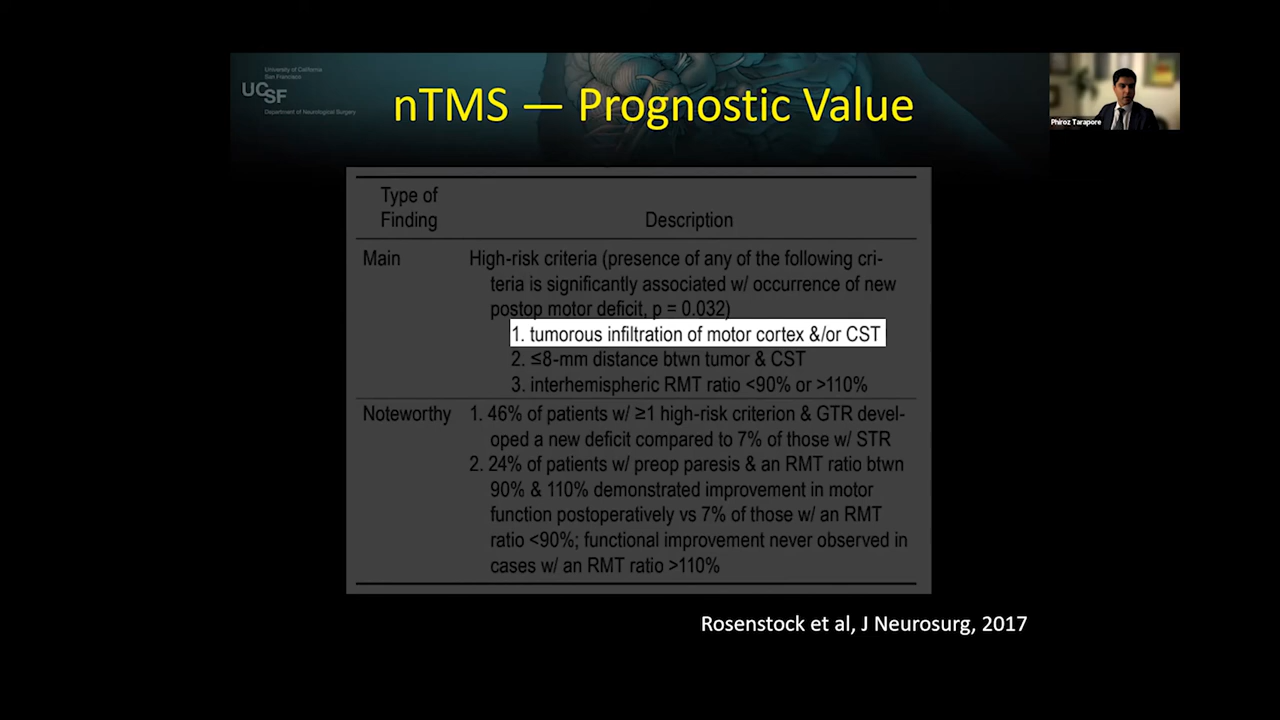 University of California
San Francisco
UCSF
Department of Neurological Surgery
nTMS — Prognostic Value
Phiroz Tarapore
Type of
Finding
Description
Main
High-risk criteria (presence of any of the following cri-
teria is significantly associated w/ occurrence of new
postop motor deficit, p = 0.032)
1. tumorous infiltration of motor cortex &/or CST
2. ≤8-mm distance btwn tumor & CST
3. interhemispheric RMT ratio <90% or >110%
Noteworthy
1. 46% of patients w/ ≥1 high-risk criterion & GTR devel-
oped a new deficit compared to 7% of those w/ STR
2. 24% of patients w/ preop paresis & an RMT ratio btwn
90% & 110% demonstrated improvement in motor
function postoperatively vs 7% of those w/ an RMT
ratio <90%; functional improvement never observed in
cases w/ an RMT ratio >110%
Rosenstock et al, J Neurosurg, 2017